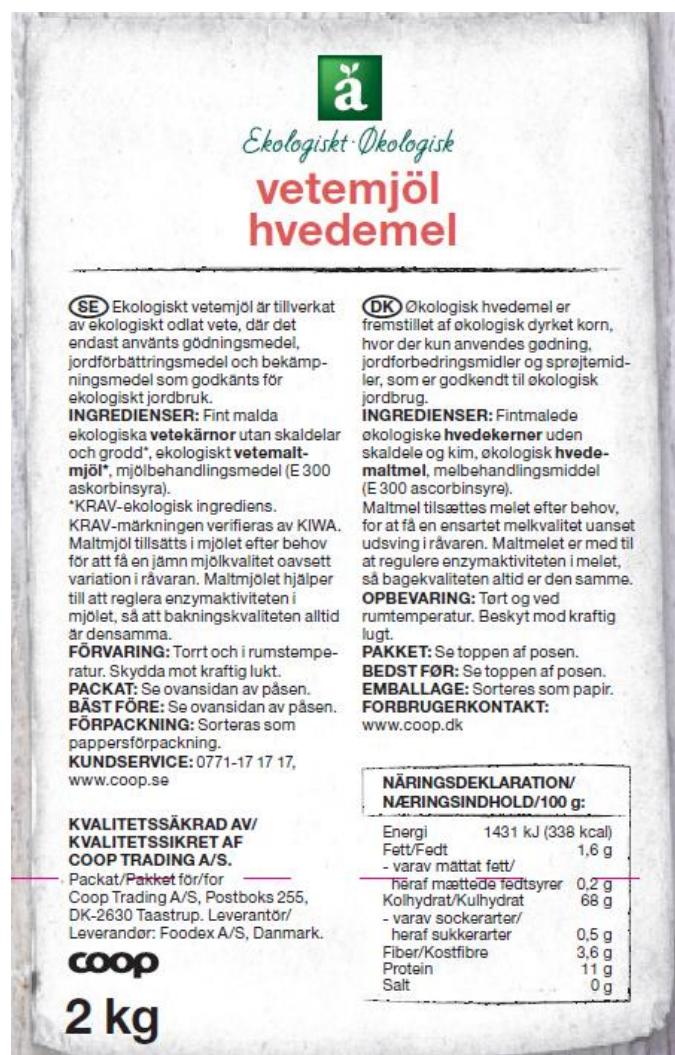 ä
Ekologiskt·Økologisk
vetemjöl
hvedemel
SE Ekologiskt vetemjöl är tillverkat
av ekologiskt odlat vete, där det
endast använts gödningsmedel,
jordförbättringsmedel och bekämp-
ningsmedel som godkänts för
ekologiskt jordbruk.
INGREDIENSER: Fint malda
ekologiska vetekärnor utan skaldelar
och grodd*, ekologiskt vetemalt-
mjöl*, mjölbehandlingsmedel (E 300
askorbinsyra).
*KRAV-ekologisk ingrediens.
KRAV-märkningen verifieras av KIWA.
Maltmjöl tillsätts i mjölet efter behov
för att få en jämn mjölkvalitet oavsett
variation i råvaran. Maltmjölet hjälper
till att reglera enzymaktiviteten i
mjölet, så att bakningskvaliteten alltid
är densamma.
FÖRVARING: Torrt och i rumstempe-
ratur. Skydda mot kraftig lukt.
PACKAT: Se ovansidan av påsen.
BÄST FÖRE: Se ovansidan av påsen.
FÖRPACKNING: Sorteras som
pappersförpackning.
KUNDSERVICE: 0771-17 17 17,
www.coop.se
KVALITETSSÄKRAD AV/
KVALITETSSIKRET AF
COOP TRADING A/S.
Packat/Pakket för/for
Coop Trading A/S, Postboks 255,
DK-2630 Taastrup. Leverantör/
Leverandør: Foodex A/S, Danmark.
coop
2 kg
DK Økologisk hvedemel er
fremstillet af økologisk dyrket korn,
hvor der kun anvendes gødning,
jordforbedringsmidler og sprøjtemid-
ler, som er godkendt til økologisk
jordbrug.
INGREDIENSER: Fintmalede
økologiske hvedekerner uden
skaldele og kim, økologisk hvede-
maltmel, melbehandlingsmiddel
(E 300 ascorbinsyre).
Maltmel tilsættes melet efter behov,
for at få en ensartet melkvalitet uanset
udsving i råvaren. Maltmelet er med til
at regulere enzymaktiviteten i melet,
så bagekvaliteten altid er den samme.
OPBEVARING: Tørt og ved
rumtemperatur. Beskyt mod kraftig
lugt.
PAKKET: Se toppen af posen.
BEDST FØR: Se toppen af posen.
EMBALLAGE: Sorteres som papir.
FORBRUGERKONTAKT:
www.coop.dk
NÄRINGSDEKLARATION/
NÆRINGSINDHOLD/100 g:
Energi 1431 kJ (338 kcal)
Fett/Fedt 1,6 g
- varav mättat fett/
heraf mættede fedtsyrer 0,2 g
Kolhydrat/Kulhydrat 68 g
- varav sockerarter/
heraf sukkerarter 0,5 g
Fiber/Kostfibre 3,6 g
Protein 11 g
Salt 0 g